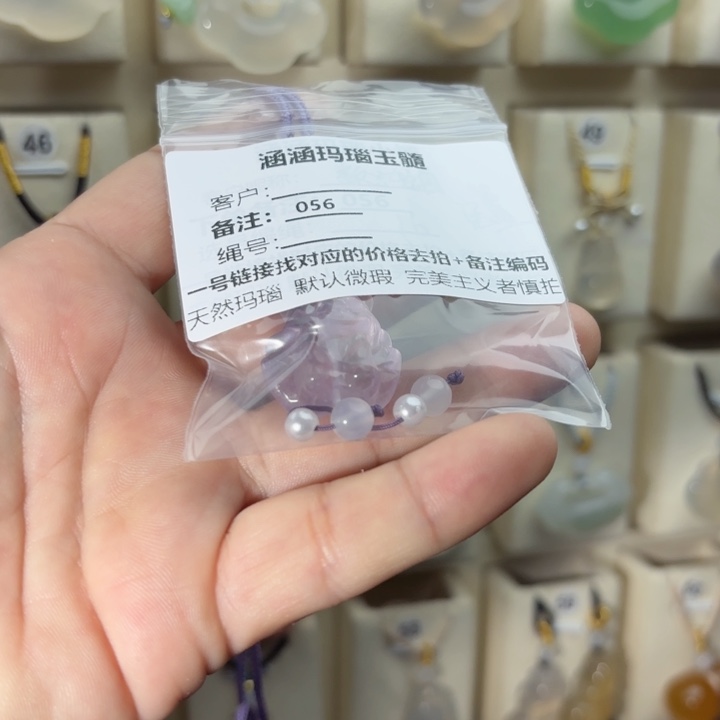 46
涵涵玛瑙玉髓
客户:
备注: 056
绳号:
一号链接找对应的价格去拍+备注编码
天然玛瑙 默认微瑕 完美主义者慎拍